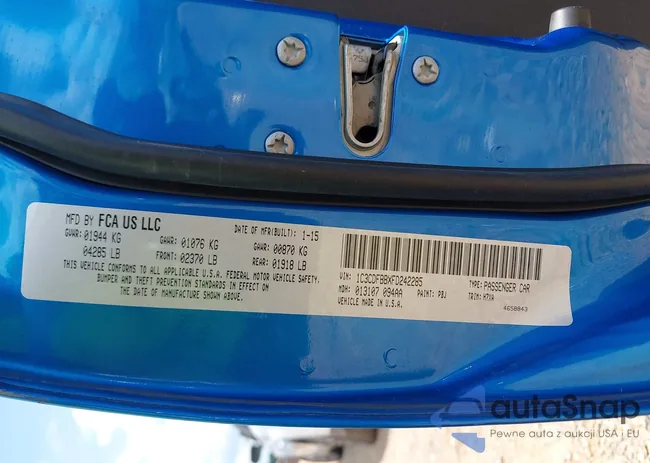 MFD BY FCA US LLC DATE OF MFR(BUILT): 1-15
GVWR: 01944 KG GAWR: 01076 KG GAWR: 00870 KG
04285 LB FRONT: 02370 LB REAR: 01918 LB
THIS VEHICLE CONFORMS TO ALL APPLICABLE U.S.A. FEDERAL MOTOR VEHICLE SAFETY,
BUMPER AND THEFT PREVENTION STANDARDS IN EFFECT ON
THE DATE OF MANUFACTURE SHOWN ABOVE.
VIN: 1C3CDFBBXFD242285 TYPE: PASSENGER CAR
MDH: 013107 094AA PAINT: PBJ TRIM: H7XA
VEHICLE MADE IN U.S.A. 4650843
autoSnap
Pewne auta z aukcji USA i EU